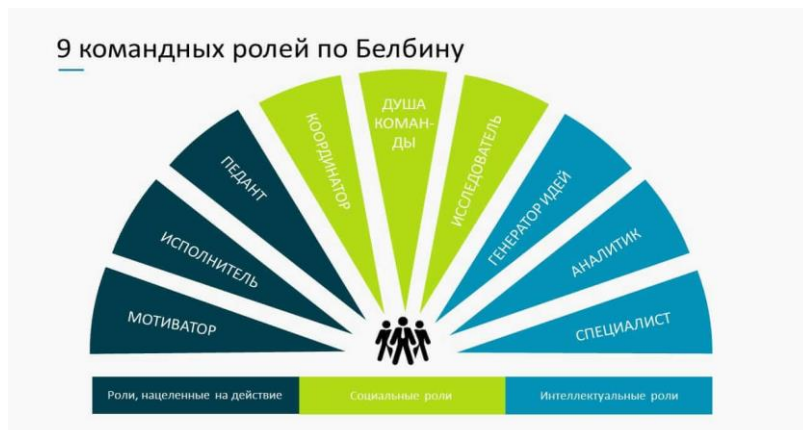 9 командных ролей по Белбину
МОТИВАТОР
ИСПОЛНИТЕЛЬ
ПЕДАНТ
КООРДИНАТОР
ДУША
КОМАН-
ДЫ
ИССЛЕДОВАТЕЛЬ
ГЕНЕРАТОР ИДЕЙ
АНАЛИТИК
СПЕЦИАЛИСТ
Роли, нацеленные на действие
Социальные роли
Интеллектуальные роли